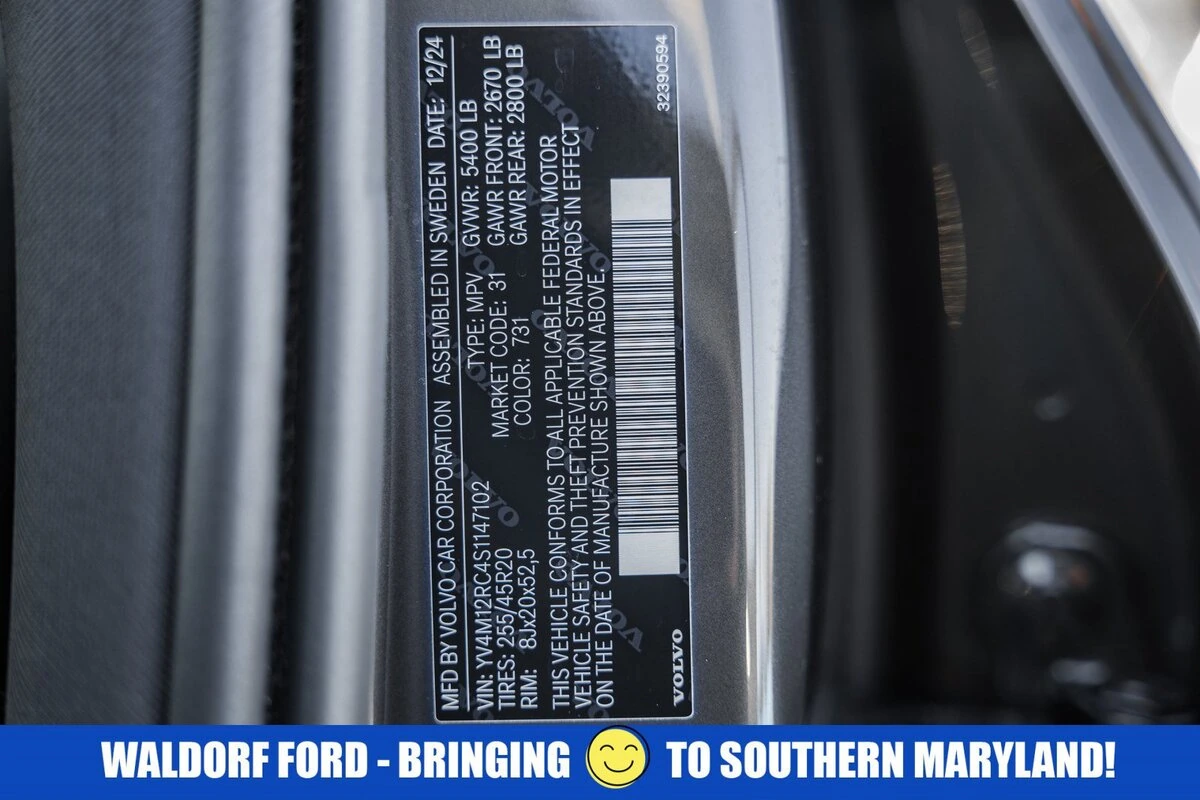 MFD BY VOLVO CAR CORPORATION ASSEMBLED IN SWEDEN DATE: 12/24
VIN: YV4M12RC4S1147102 TYPE: MPV GVWR: 5400 LB
TIRES: 255/45R20 MARKET CODE: 31 GAWR FRONT: 2670 LB
RIM: 8Jx20x52,5 COLOR: 731 GAWR REAR: 2800 LB
THIS VEHICLE CONFORMS TO ALL APPLICABLE FEDERAL MOTOR
VEHICLE SAFETY AND THEFT PREVENTION STANDARDS IN EFFECT
ON THE DATE OF MANUFACTURE SHOWN ABOVE.
VOLVO 32390594
WALDORF FORD - BRINGING TO SOUTHERN MARYLAND!